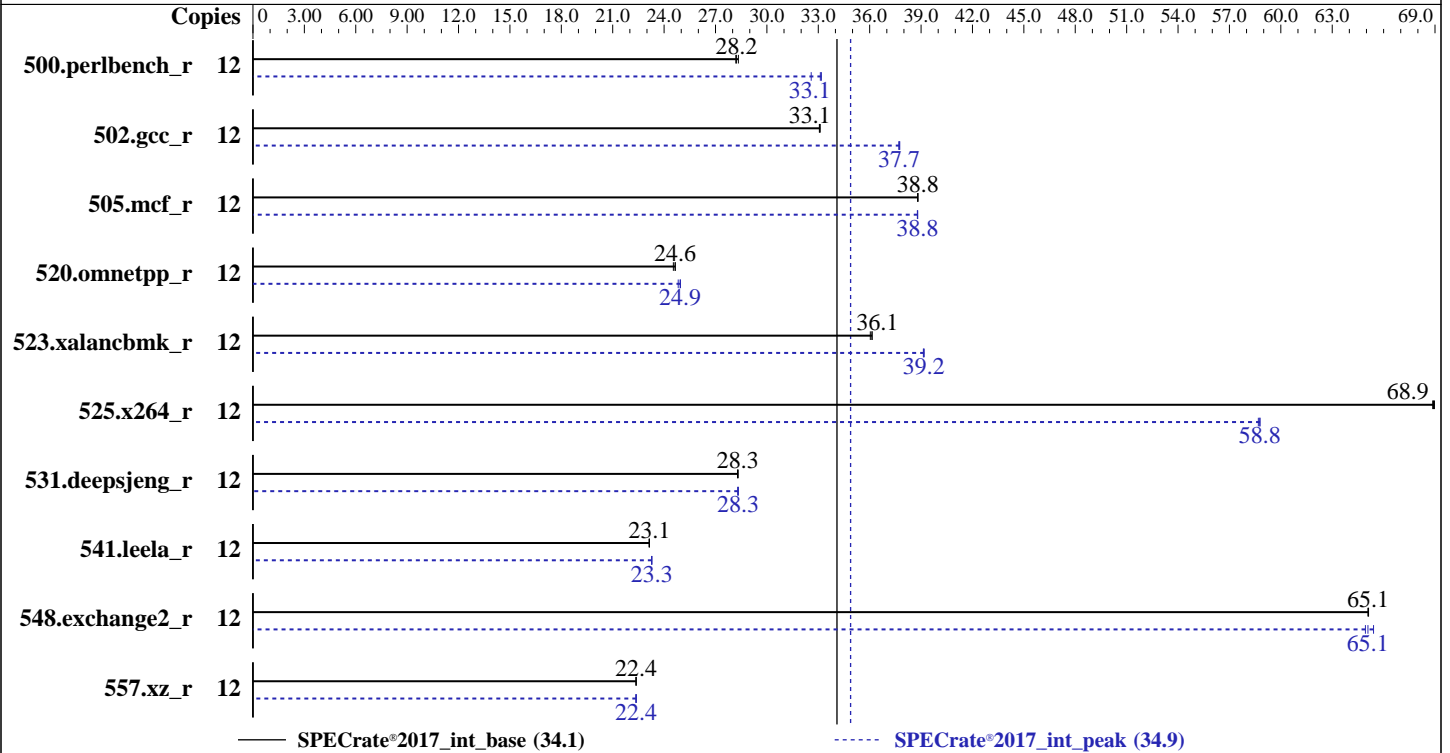 Copies 0 3.00 6.00 9.00 12.0 15.0 18.0 21.0 24.0 27.0 30.0 33.0 36.0 39.0 42.0 45.0 48.0 51.0 54.0 57.0 60.0 63.0 69.0
28.2
500.perlbench_r 12
33.1
33.1
502.gcc_r 12
37.7
38.8
505.mcf_r 12
38.8
24.6
520.omnetpp_r 12
24.9
36.1
523.xalancbmk_r 12
39.2
68.9
525.x264_r 12
58.8
28.3
531.deepsjeng_r 12
28.3
23.1
541.leela_r 12
23.3
65.1
548.exchange2_r 12
65.1
22.4
557.xz_r 12
22.4
SPECrate®2017_int_base (34.1) SPECrate®2017_int_peak (34.9)